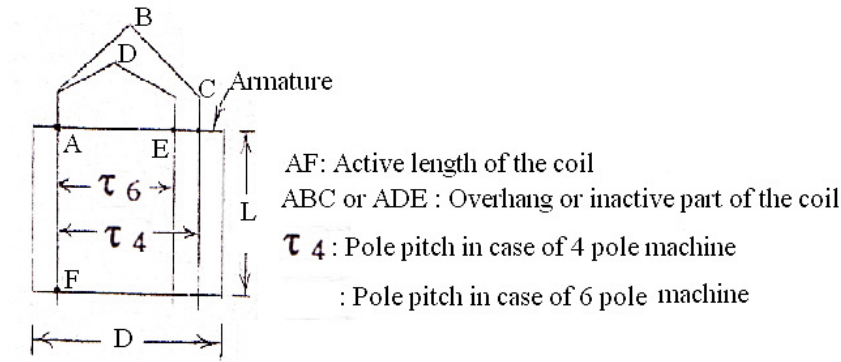 B
D
C
Armature
A
E
AF: Active length of the coil
τ 6
L
ABC or ADE : Overhang or inactive part of the coil
τ 4
τ 4 : Pole pitch in case of 4 pole machine
F
: Pole pitch in case of 6 pole machine
D